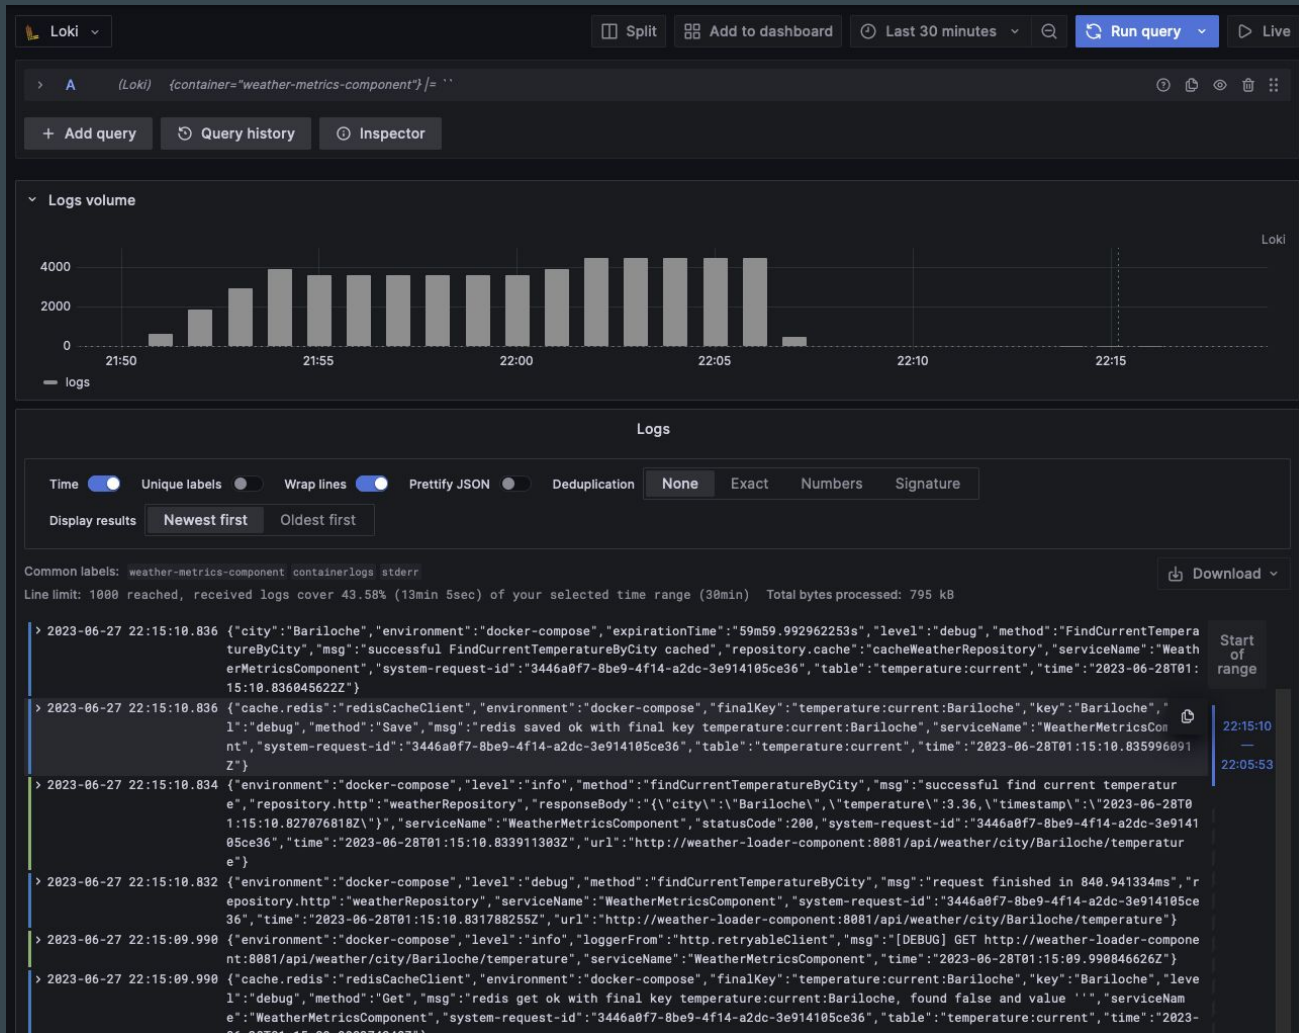 Loki
Split
Add to dashboard
Last 30 minutes
Run query
Live
A (Loki) {container="weather-metrics-component"} |= ``
+ Add query
Query history
Inspector
Logs volume
Loki
4000
2000
0
21:50 21:55 22:00 22:05 22:10 22:15
logs
Logs
Time Unique labels Wrap lines Prettify JSON Deduplication None Exact Numbers Signature
Display results Newest first Oldest first
Common labels: weather-metrics-component containerlogs stderr
Download
Line limit: 1000 reached, received logs cover 43.58% (13min 5sec) of your selected time range (30min) Total bytes processed: 795 kB
2023-06-27 22:15:10.836 {"city":"Bariloche","environment":"docker-compose","expirationTime":"59m59.992962253s","level":"debug","method":"FindCurrentTempera
tureByCity","msg":"successful FindCurrentTemperatureByCity cached","repository.cache":"cacheWeatherRepository","serviceName":"Weath
erMetricsComponent","system-request-id":"3446a0f7-8be9-4f14-a2dc-3e914105ce36","table":"temperature:current","time":"2023-06-28T01:
15:10.836045622Z"}
Start
of
range
2023-06-27 22:15:10.836 {"cache.redis":"redisCacheClient","environment":"docker-compose","finalKey":"temperature:current:Bariloche","key":"Bariloche","
l":"debug","method":"Save","msg":"redis saved ok with final key temperature:current:Bariloche","serviceName":"WeatherMetricsCom
nt","system-request-id":"3446a0f7-8be9-4f14-a2dc-3e914105ce36","table":"temperature:current","time":"2023-06-28T01:15:10.835996091
Z"}
22:15:10
—
22:05:53
2023-06-27 22:15:10.834 {"environment":"docker-compose","level":"info","method":"findCurrentTemperatureByCity","msg":"successful find current temperatur
e","repository.http":"weatherRepository","responseBody":"{\"city\":\"Bariloche\",\"temperature\":3.36,\"timestamp\":\"2023-06-28T0
1:15:10.827076818Z\"}","serviceName":"WeatherMetricsComponent","statusCode":200,"system-request-id":"3446a0f7-8be9-4f14-a2dc-3e9141
05ce36","time":"2023-06-28T01:15:10.833911303Z","url":"http://weather-loader-component:8081/api/weather/city/Bariloche/temperatur
e"}
2023-06-27 22:15:10.832 {"environment":"docker-compose","level":"debug","method":"findCurrentTemperatureByCity","msg":"request finished in 840.941334ms","r
epository.http":"weatherRepository","serviceName":"WeatherMetricsComponent","system-request-id":"3446a0f7-8be9-4f14-a2dc-3e914105ce
36","time":"2023-06-28T01:15:10.831788255Z","url":"http://weather-loader-component:8081/api/weather/city/Bariloche/temperature"}
2023-06-27 22:15:09.990 {"environment":"docker-compose","level":"info","loggerFrom":"http.retryableClient","msg":"[DEBUG] GET http://weather-loader-compone
nt:8081/api/weather/city/Bariloche/temperature","serviceName":"WeatherMetricsComponent","time":"2023-06-28T01:15:09.990846626Z"}
2023-06-27 22:15:09.990 {"cache.redis":"redisCacheClient","environment":"docker-compose","finalKey":"temperature:current:Bariloche","key":"Bariloche","leve
l":"debug","method":"Get","msg":"redis get ok with final key temperature:current:Bariloche, found false and value ''","serviceNam
e":"WeatherMetricsComponent","system-request-id":"3446a0f7-8be9-4f14-a2dc-3e914105ce36","table":"temperature:current","time":"2023-